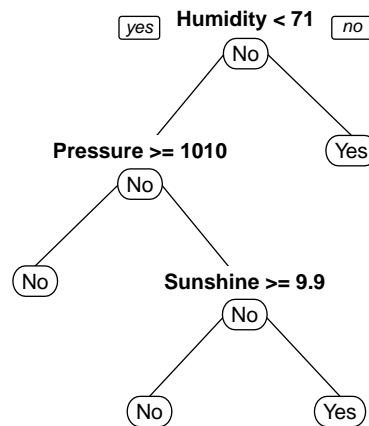 yes Humidity < 71 no
No
Pressure >= 1010 Yes
No
No Sunshine >= 9.9
No
No Yes